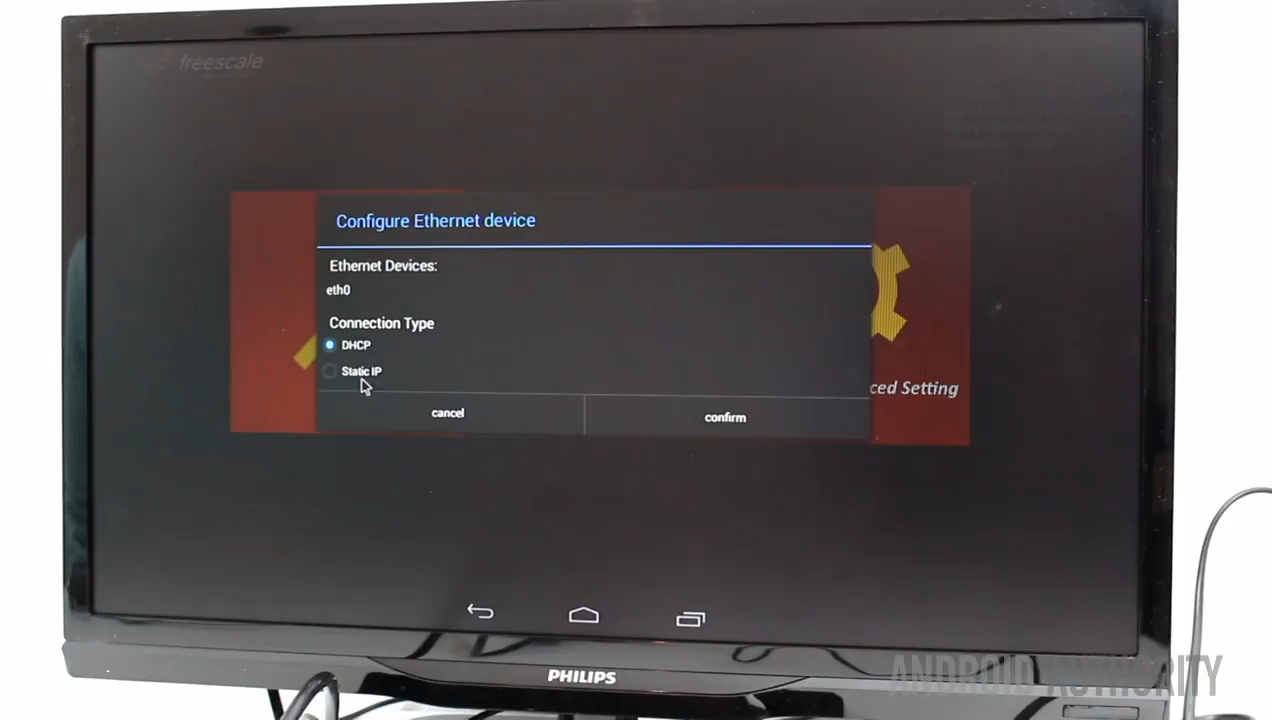 freescale
Configure Ethernet device
Ethernet Devices:
eth0
Connection Type
DHCP
Static IP
ced Setting
cancel
confirm
PHILIPS
ANDROID AUTHORITY